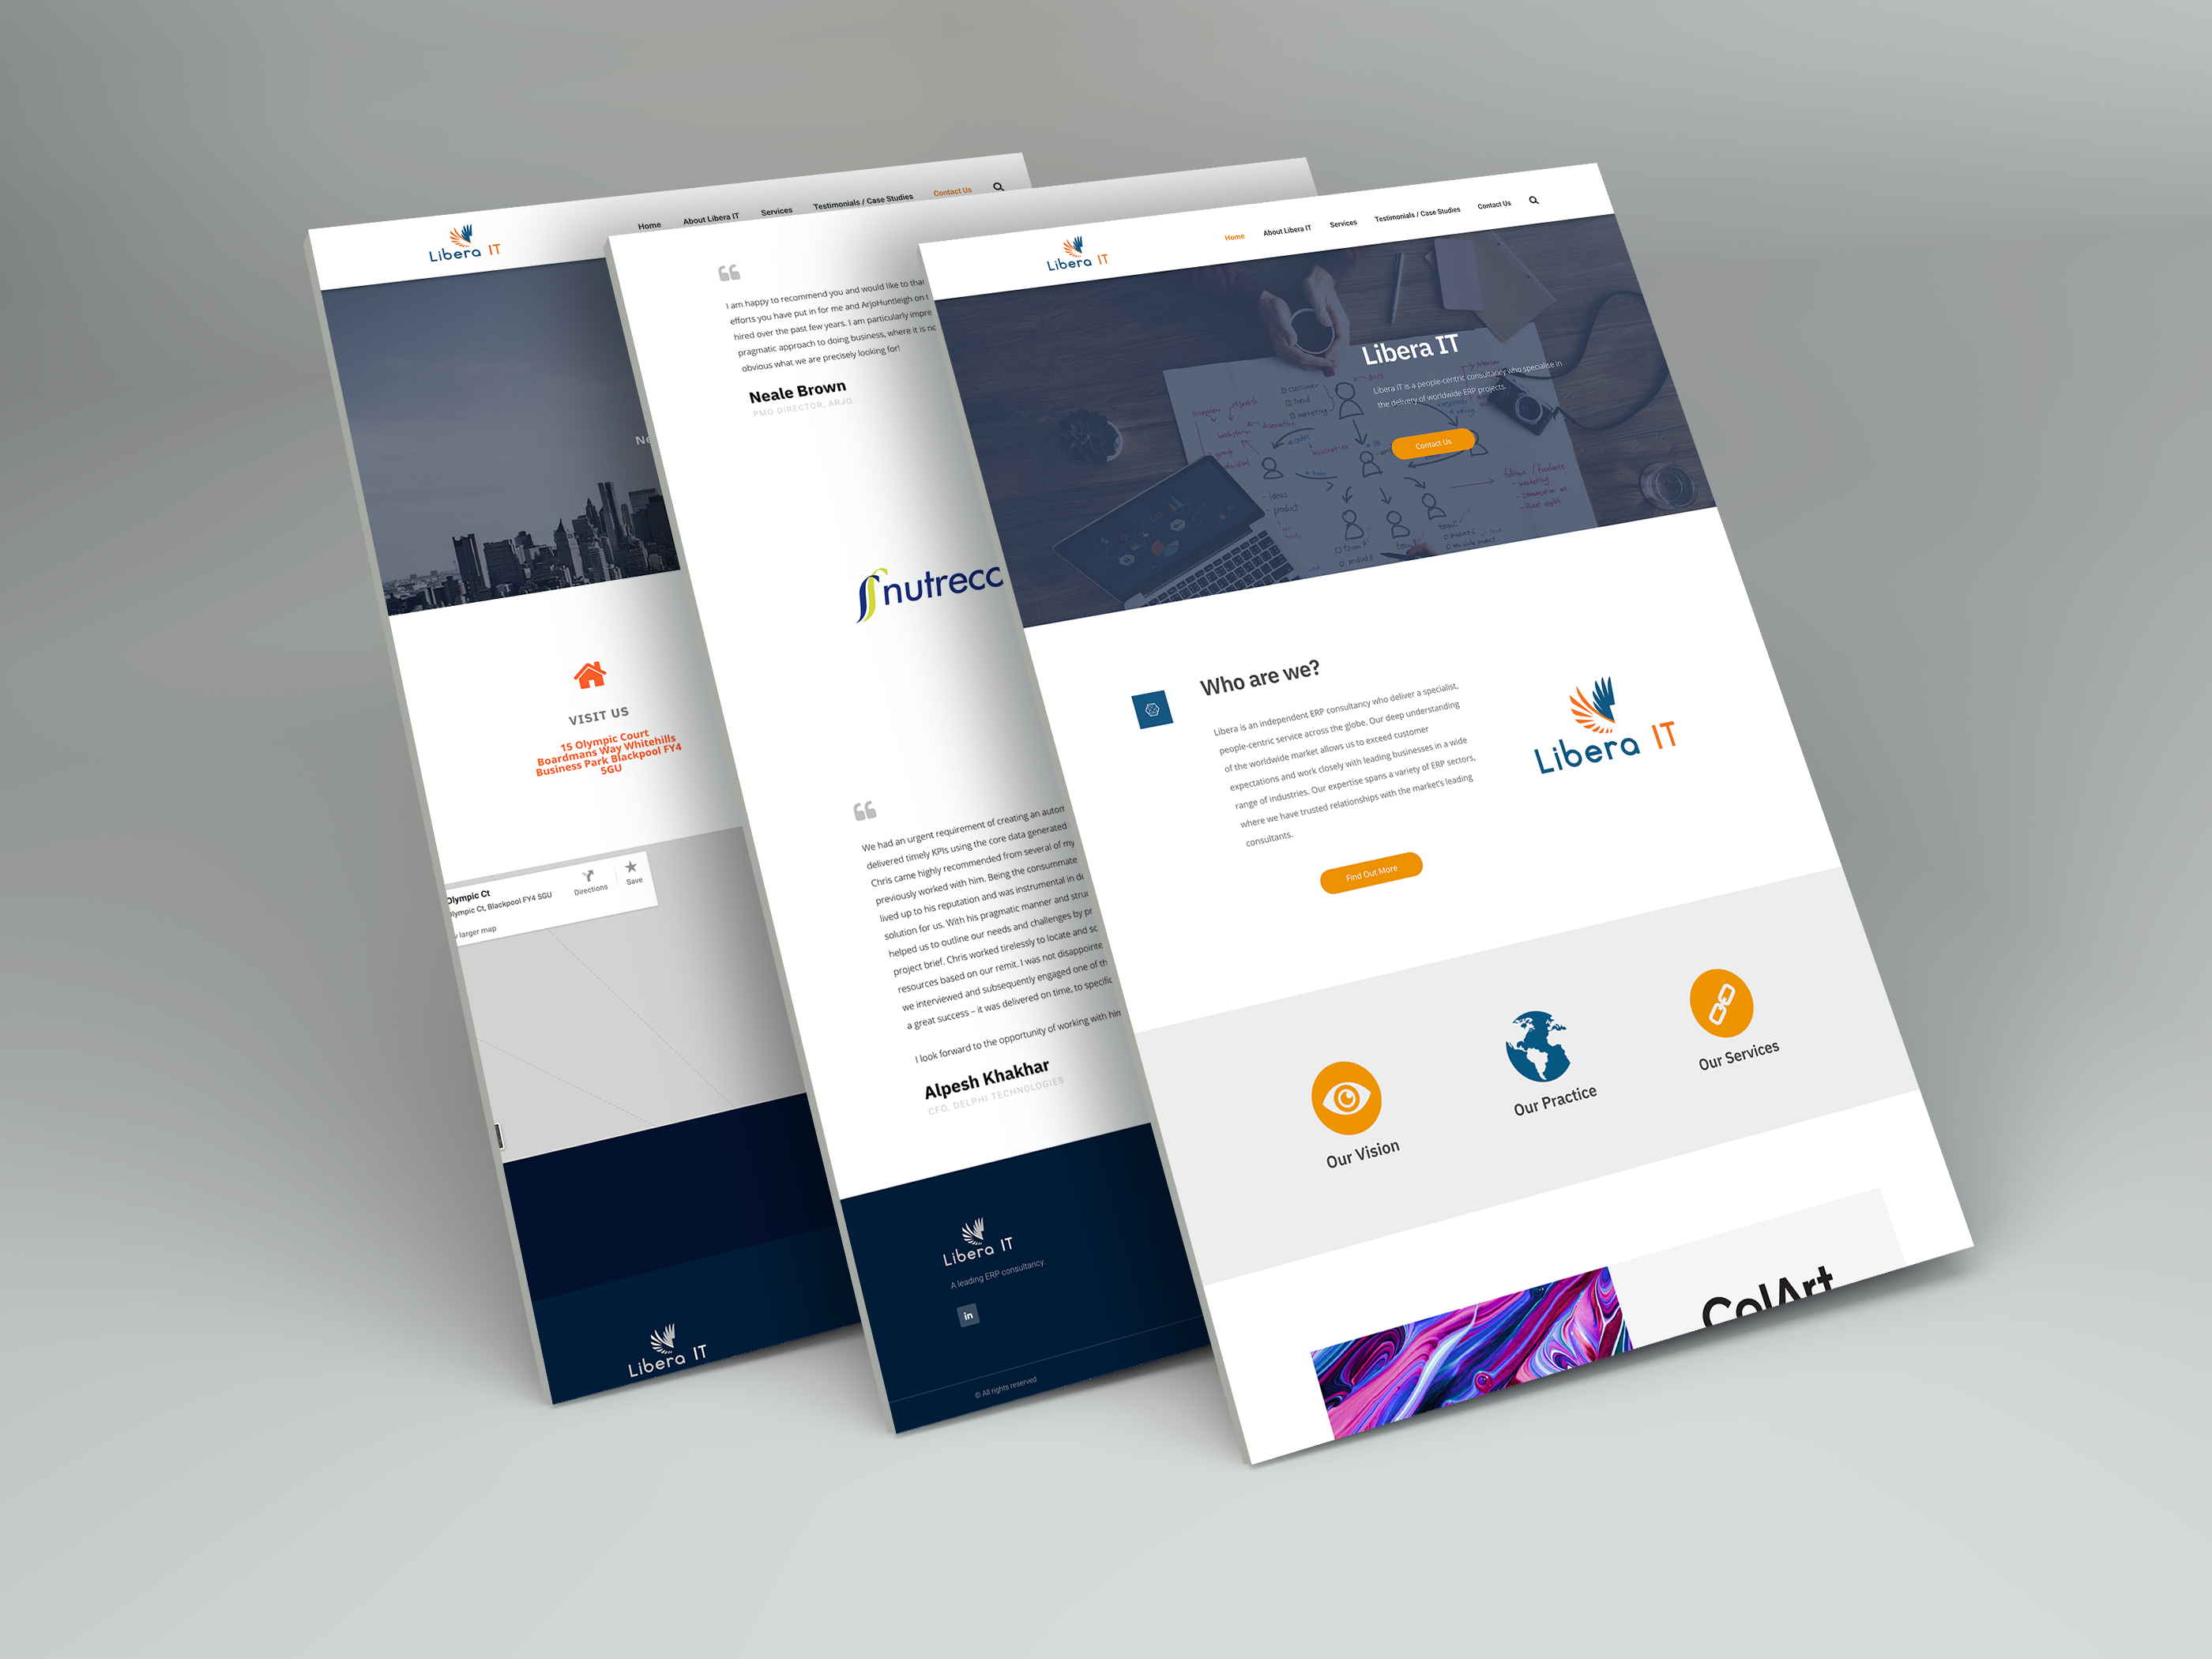 Libera IT
Home
About Libera IT
Services
Testimonials / Case Studies
Contact Us
VISIT US
15 Olympic Court
Boardmans Way Whitehills
Business Park Blackpool FY4
5GU
Olympic Ct
Olympic Ct, Blackpool FY4 5GU
larger map
Directions
Save
Libera IT
I am happy to recommend you and would like to
efforts you have put in for me and ArjoHuntleigh on
hired over the past few years. I am particularly
pragmatic approach to doing business, where it is
obvious what we are precisely looking for!
Neale Brown
PMO DIRECTOR, ARJO
nutreco
We had an urgent requirement of creating an
delivered timely KPIs using the core data generated
Chris came highly recommended from several of my
previously worked with him. Being the consummate
lived up to his reputation and was instrumental in
solution for us. With his pragmatic manner and
helped us to outline our needs and challenges by
project brief. Chris worked tirelessly to locate and
resources based on our remit. I was not
we interviewed and subsequently engaged one of
a great success – it was delivered on time, to
I look forward to the opportunity of working with him
Alpesh Khakhar
CFO, DELPHI TECHNOLOGIES
Libera IT
A leading ERP consultancy.
in
© All rights reserved
Libera IT
Home
About Libera IT
Services
Testimonials / Case Studies
Contact Us
Libera IT
Libera IT is a people-centric consultancy who specialise in
the delivery of worldwide ERP projects.
Contact Us
Who are we?
Libera is an independent ERP consultancy who deliver a specialist,
people-centric service across the globe. Our deep understanding
of the worldwide market allows us to exceed customer
expectations and work closely with leading businesses in a wide
range of industries. Our expertise spans a variety of ERP sectors,
where we have trusted relationships with the market's leading
consultants.
Find Out More
Libera IT
Our Vision
Our Practice
Our Services
ColArt